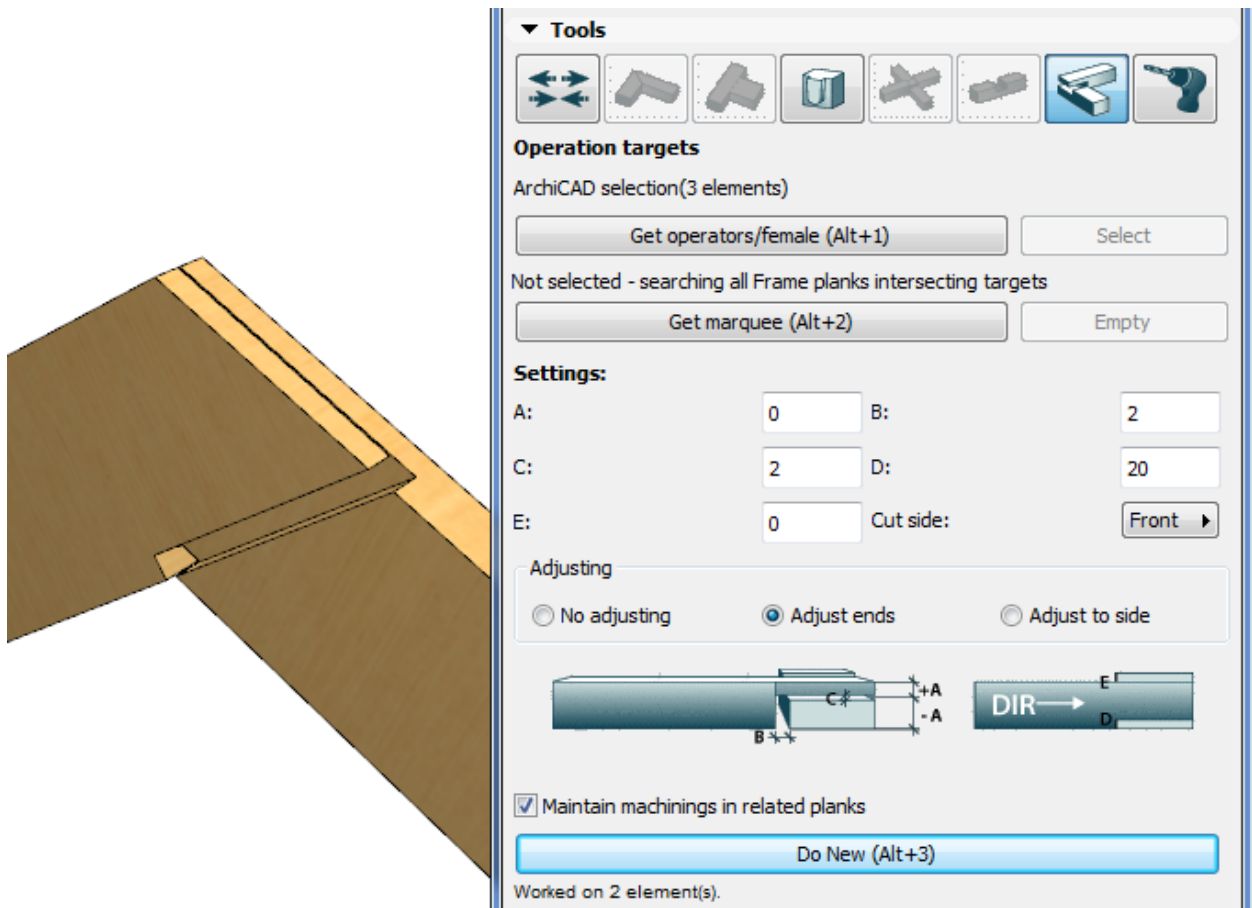 Tools
Operation targets
ArchiCAD selection(3 elements)
Get operators/female (Alt+1) Select
Not selected - searching all Frame planks intersecting targets
Get marquee (Alt+2) Empty
Settings:
A: 0 B: 2
C: 2 D: 20
E: 0 Cut side: Front
Adjusting
No adjusting Adjust ends Adjust to side
+A
C
- A
B
DIR
E
D
Maintain machinings in related planks
Do New (Alt+3)
Worked on 2 element(s).